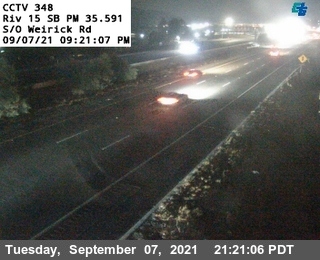 CCTV 348
Riv 15 SB PM 35.591
S/O Weirick Rd
09/07/21 09:21:07 PM
Tuesday, September 07, 2021 21:21:06 PDT